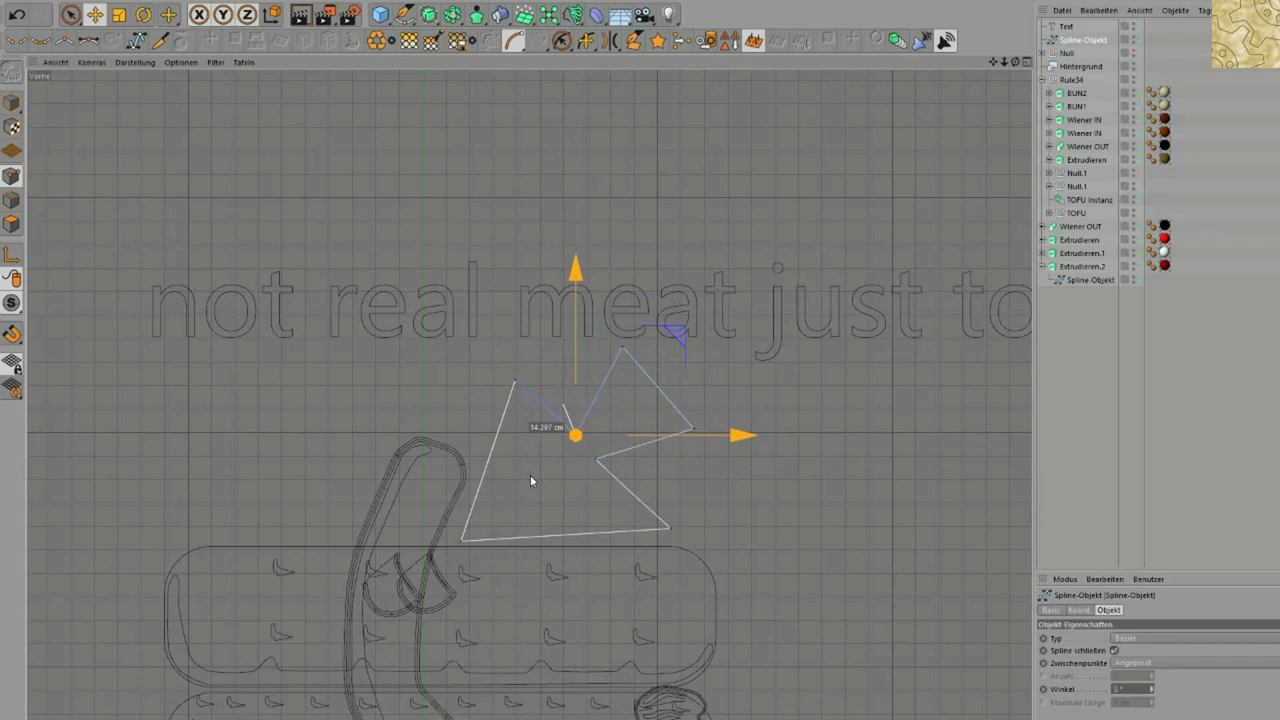 Ansicht Kameras Darstellung Optionen Filter Tafeln
Vorne
not real meat just to
14.297 cm
Datei Bearbeiten Ansicht Objekte Tags
Text
Spline-Objekt
Null
Hintergrund
Rule34
BUN2
BUN1
Wiener IN
Wiener IN
Wiener OUT
Extrudieren
Null.1
Null.1
TOFU Instanz
TOFU
Wiener OUT
Extrudieren
Extrudieren.1
Extrudieren.2
Spline-Objekt
Modus Bearbeiten Benutzer
Spline-Objekt [Spline-Objekt]
Basis Koord. Objekt
Objekt Eigenschaften
Typ Bézier
Spline schließen
Zwischenpunkte Angepasst
Anzahl
Winkel 5 °
Maximale Länge